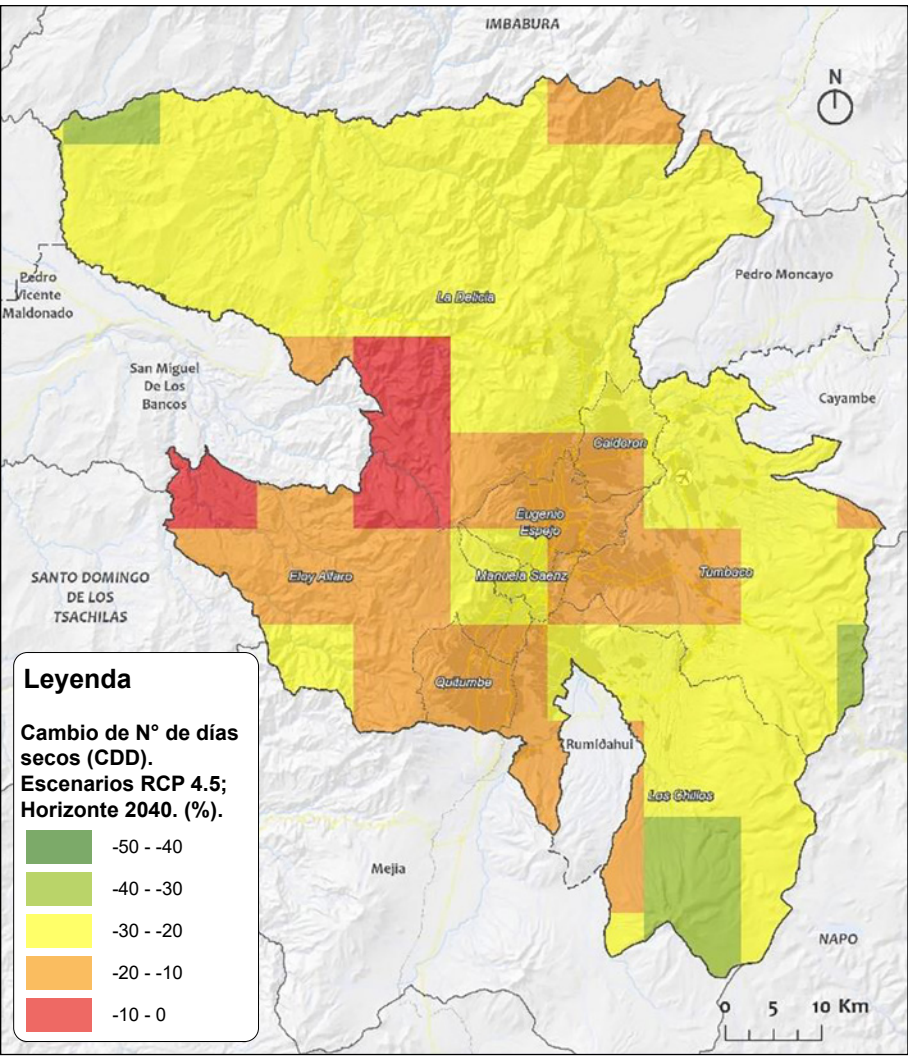 IMBABURA
N
Pedro Moncayo
Pedro
Vicente
Maldonado
La Delicia
San Miguel
De Los
Bancos
Cayambe
Calderon
Eugenio
Espejo
SANTO DOMINGO
DE LOS
TSACHILAS
Eloy Alfaro
Manuela Saenz
Tumbaco
Quitumbe
Rumiñahui
Los Chillos
Mejia
NAPO
Leyenda
Cambio de N° de días
secos (CDD).
Escenarios RCP 4.5;
Horizonte 2040. (%).
-50 - -40
-40 - -30
-30 - -20
-20 - -10
-10 - 0
0 5 10 Km